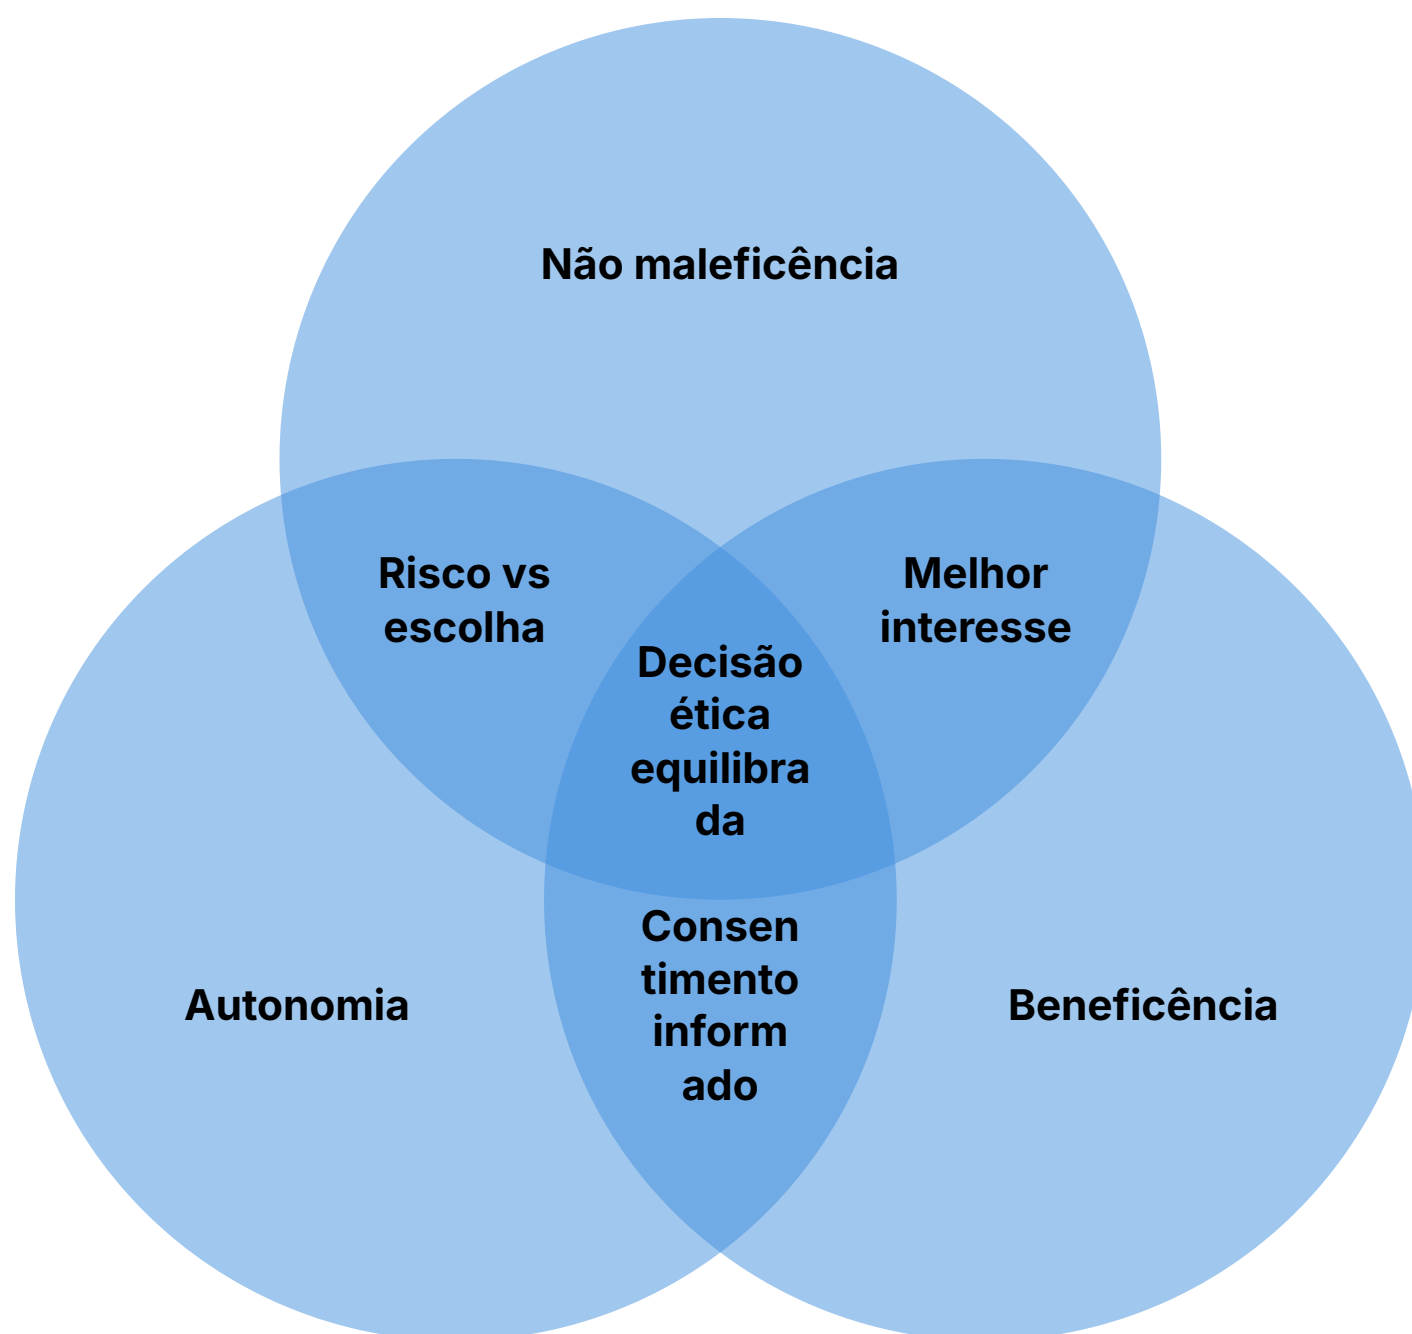 Não maleficência
Risco vs
escolha
Melhor
interesse
Decisão
ética
equilibra
da
Consen
timento
inform
ado
Autonomia
Beneficência